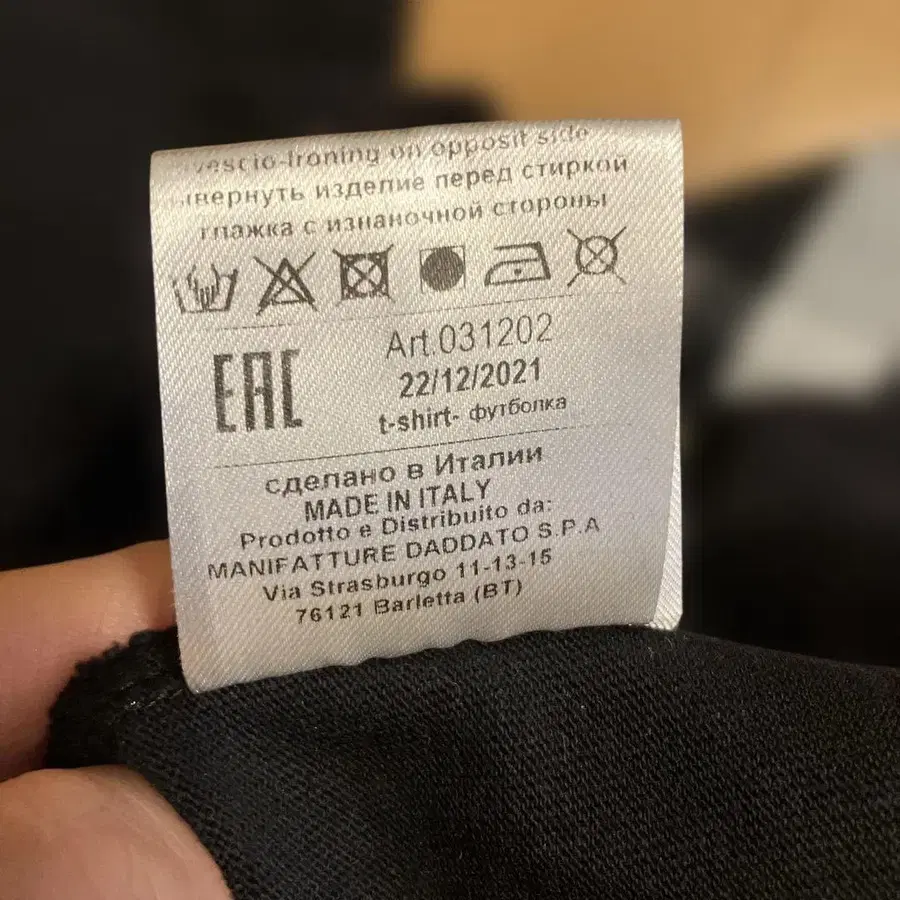 vescio-Ironing on opposit side
вывернуть изделие перед стиркой
глажка с изнаночной стороны
EAC
Art.031202
22/12/2021
t-shirt- футболка
сделано в Италии
MADE IN ITALY
Prodotto e Distribuito da:
MANIFATTURE DADDATO S.P.A
Via Strasburgo 11-13-15
76121 Barletta (BT)